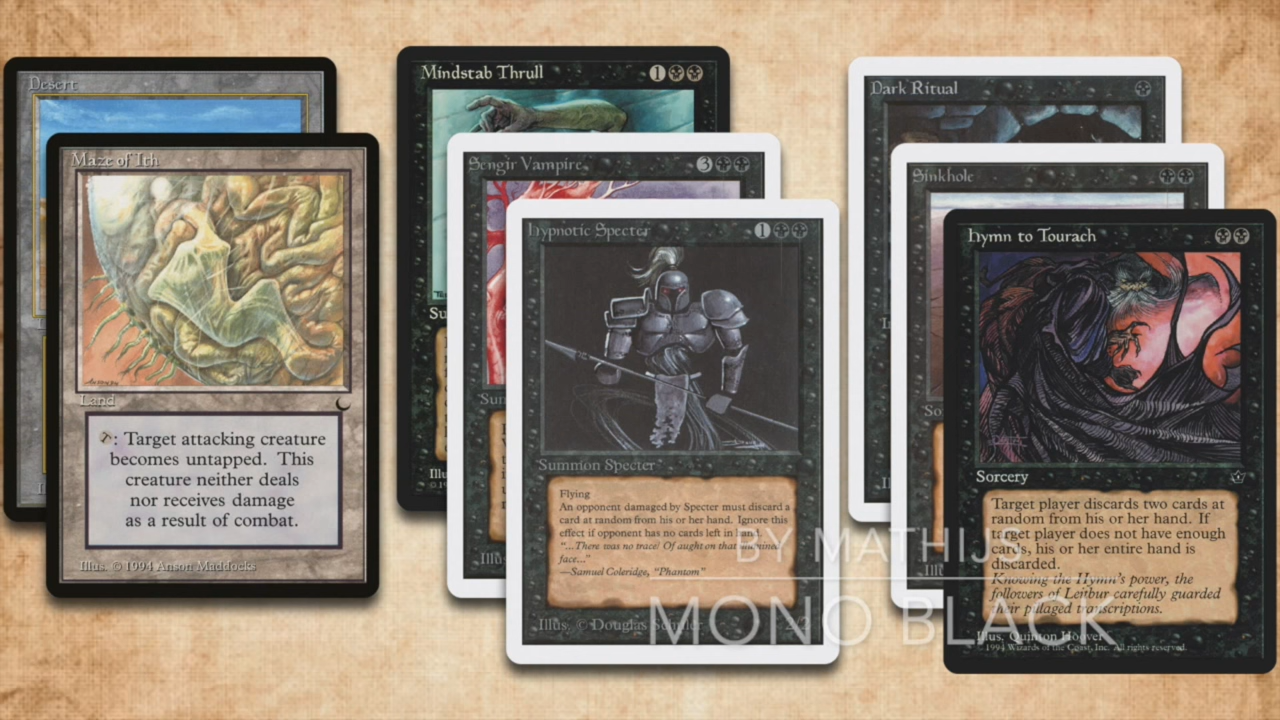 Desert
Maze of Ith
Land
: Target attacking creature
becomes untapped. This
creature neither deals
nor receives damage
as a result of combat.
Illus. © 1994 Anson Maddocks
Mindstab Thrull
1
Sengir Vampire
3
Hypnotic Specter
1
Summon Specter
Flying
An opponent damaged by Specter must discard a
card at random from his or her hand. Ignore this
effect if opponent has no cards left in hand.
"...There was no trace! Of aught on that unshined
face..."
—Samuel Coleridge, "Phantom"
Illus. © Douglas Schuler
2/2
Dark Ritual
Sinkhole
Hymn to Tourach
Sorcery
Target player discards two cards at
random from his or her hand. If
target player does not have enough
cards, his or her entire hand is
discarded.
Knowing the Hymn's power, the
followers of Leitbur carefully guarded
their pillaged transcriptions.
Illus. Quinton Hoover
©1994 Wizards of the Coast, Inc. All rights reserved.
BY MATHIJS
MONO BLACK